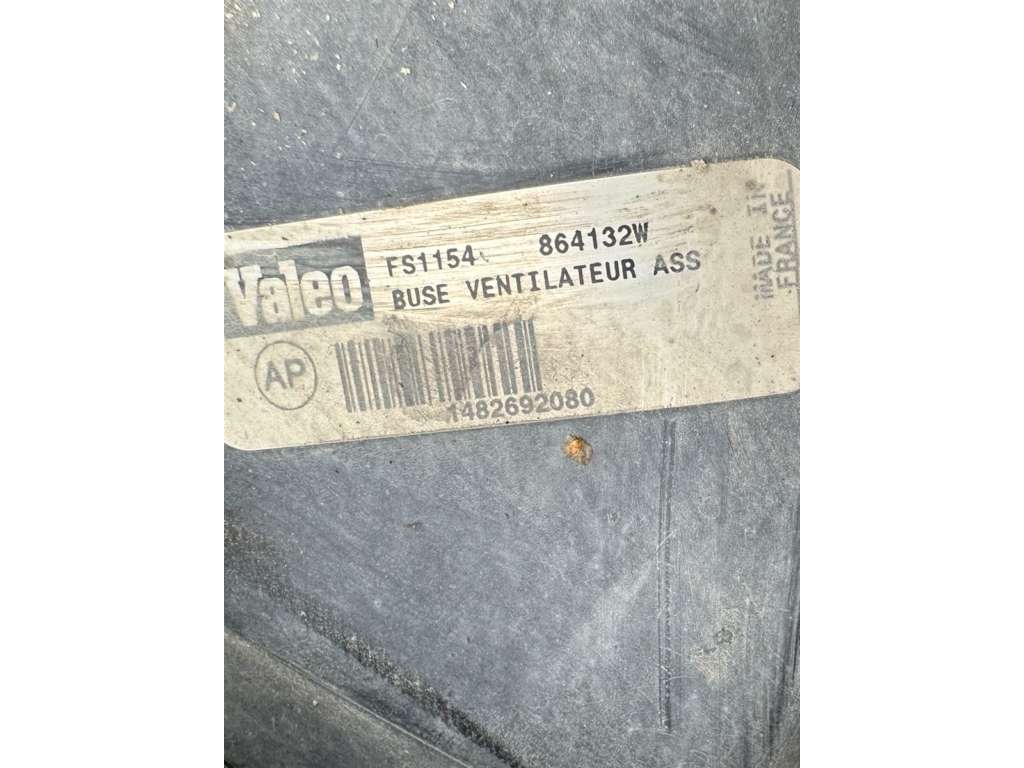 Valeo
FS1154 864132W
BUSE VENTILATEUR ASS
AP
1482692080
MADE IN
FRANCE